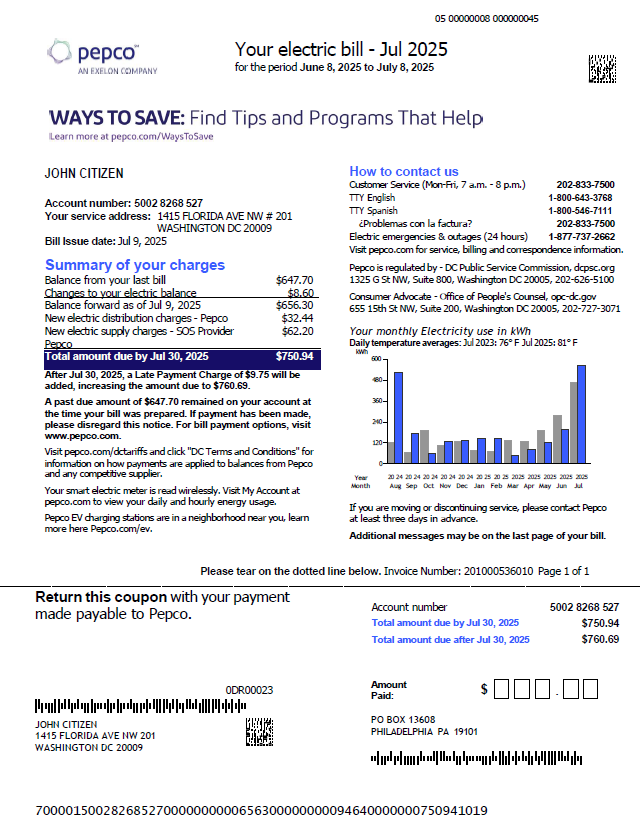 05 00000008 000000045
pepco
AN EXELON COMPANY
Your electric bill - Jul 2025
for the period June 8, 2025 to July 8, 2025
WAYS TO SAVE: Find Tips and Programs That Help
Learn more at pepco.com/WaysToSave
JOHN CITIZEN
Account number: 5002 8268 527
Your service address: 1415 FLORIDA AVE NW # 201
WASHINGTON DC 20009
Bill Issue date: Jul 9, 2025
Summary of your charges
Balance from your last bill $647.70
Changes to your electric balance $8.60
Balance forward as of Jul 9, 2025 $656.30
New electric distribution charges - Pepco $32.44
New electric supply charges - SOS Provider $62.20
Pepco
Total amount due by Jul 30, 2025 $750.94
After Jul 30, 2025, a Late Payment Charge of $9.75 will be
added, increasing the amount due to $760.69.
A past due amount of $647.70 remained on your account at
the time your bill was prepared. If payment has been made,
please disregard this notice. For bill payment options, visit
www.pepco.com.
Visit pepco.com/dctariffs and click "DC Terms and Conditions" for
information on how payments are applied to balances from Pepco
and any competitive supplier.
Your smart electric meter is read wirelessly. Visit My Account at
pepco.com to view your daily and hourly energy usage.
Pepco EV charging stations are in a neighborhood near you, learn
more here Pepco.com/ev.
How to contact us
Customer Service (Mon-Fri, 7 a.m. - 8 p.m.) 202-833-7500
TTY English 1-800-643-3768
TTY Spanish 1-800-546-7111
¿Problemas con la factura? 202-833-7500
Electric emergencies & outages (24 hours) 1-877-737-2662
Visit pepco.com for service, billing and correspondence information.
Pepco is regulated by - DC Public Service Commission, dcpsc.org
1325 G St NW, Suite 800, Washington DC 20005, 202-626-5100
Consumer Advocate - Office of People's Counsel, opc-dc.gov
655 15th St NW, Suite 200, Washington DC 20005, 202-727-3071
Your monthly Electricity use in kWh
Daily temperature averages: Jul 2023: 76° F Jul 2025: 81° F
kWh
600
480
360
240
120
0
Year 20 24 20 25 20 24 20 25 20 24 20 25 20 25 20 25 2025 2025 2025 2025
Month Aug Sep Oct Nov Dec Jan Feb Mar Apr May Jun Jul
If you are moving or discontinuing service, please contact Pepco
at least three days in advance.
Additional messages may be on the last page of your bill.
Please tear on the dotted line below. Invoice Number: 201000536010 Page 1 of 1
Return this coupon with your payment
made payable to Pepco.
Account number 5002 8268 527
Total amount due by Jul 30, 2025 $750.94
Total amount due after Jul 30, 2025 $760.69
0DR00023
JOHN CITIZEN
1415 FLORIDA AVE NW 201
WASHINGTON DC 20009
Amount
Paid: $ .
PO BOX 13608
PHILADELPHIA PA 19101